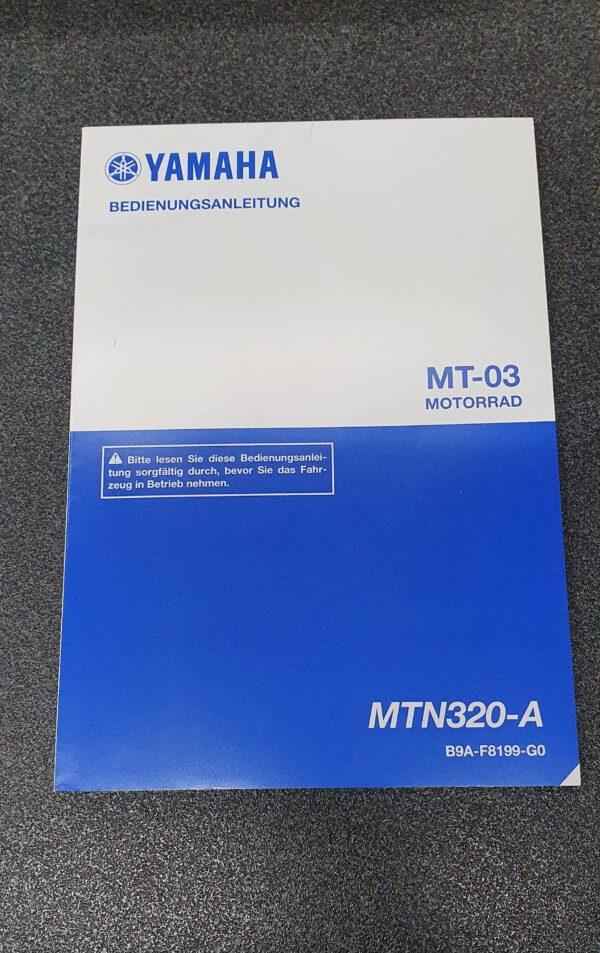 YAMAHA
BEDIENUNGSANLEITUNG
MT-03
MOTORRAD
Bitte lesen Sie diese Bedienungsanlei-
tung sorgfältig durch, bevor Sie das Fahr-
zeug in Betrieb nehmen.
MTN320-A
B9A-F8199-G0